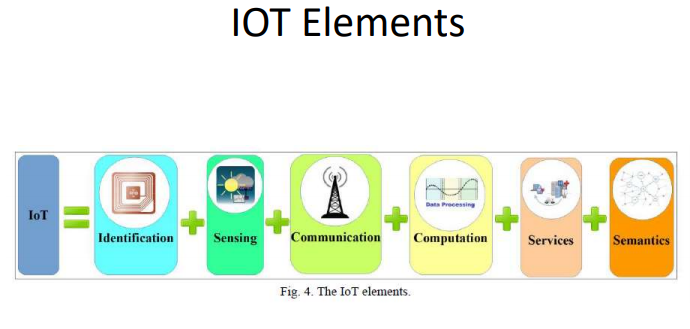 IOT Elements
IoT
Identification
Sensing
Communication
Computation
Services
Semantics
Data Processing
Fig. 4. The IoT elements.